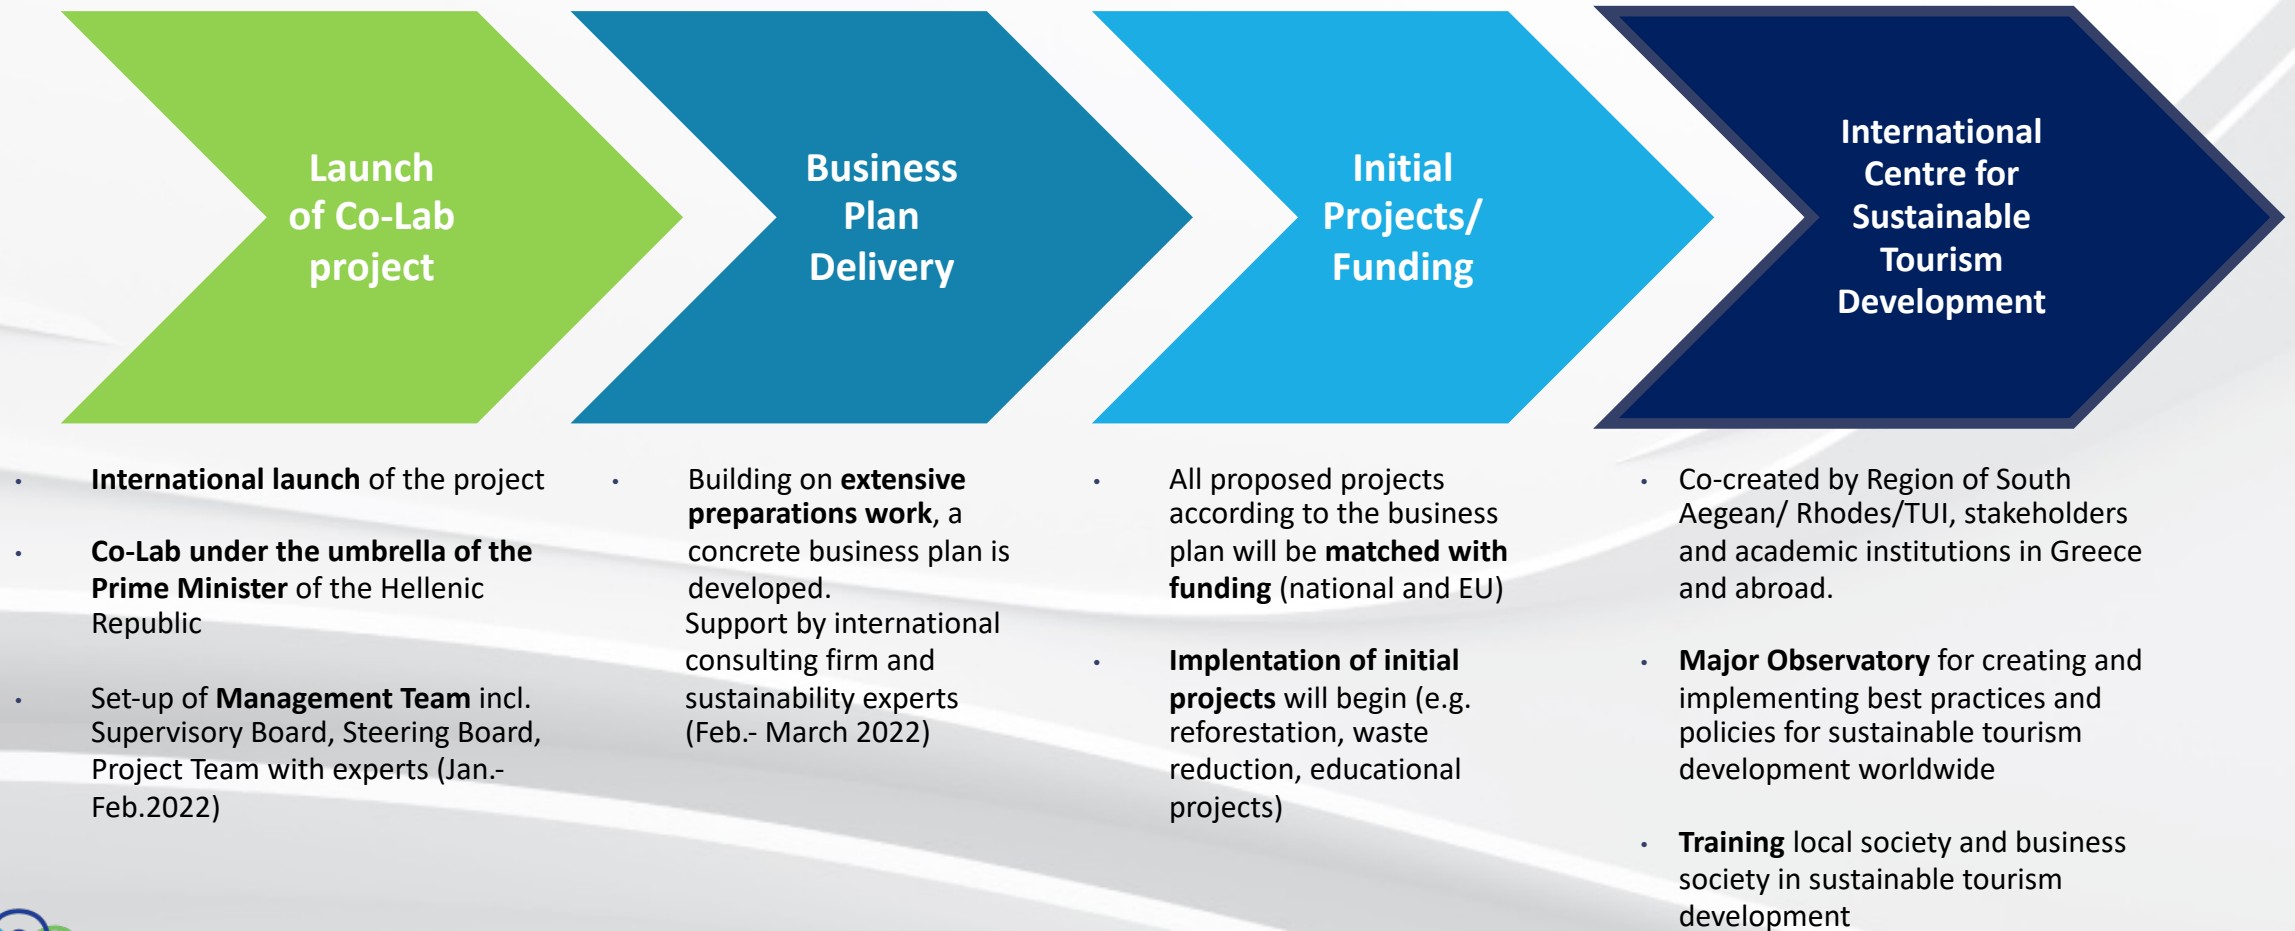 Launch
of Co-Lab
project
Business
Plan
Delivery
Initial
Projects/
Funding
International
Centre for
Sustainable
Tourism
Development
• International launch of the project
• Co-Lab under the umbrella of the
Prime Minister of the Hellenic
Republic
• Set-up of Management Team incl.
Supervisory Board, Steering Board,
Project Team with experts (Jan.-
Feb.2022)
• Building on extensive
preparations work, a
concrete business plan is
developed.
Support by international
consulting firm and
sustainability experts
(Feb.- March 2022)
• All proposed projects
according to the business
plan will be matched with
funding (national and EU)
• Implentation of initial
projects will begin (e.g.
reforestation, waste
reduction, educational
projects)
• Co-created by Region of South
Aegean/ Rhodes/TUI, stakeholders
and academic institutions in Greece
and abroad.
• Major Observatory for creating and
implementing best practices and
policies for sustainable tourism
development worldwide
• Training local society and business
society in sustainable tourism
development